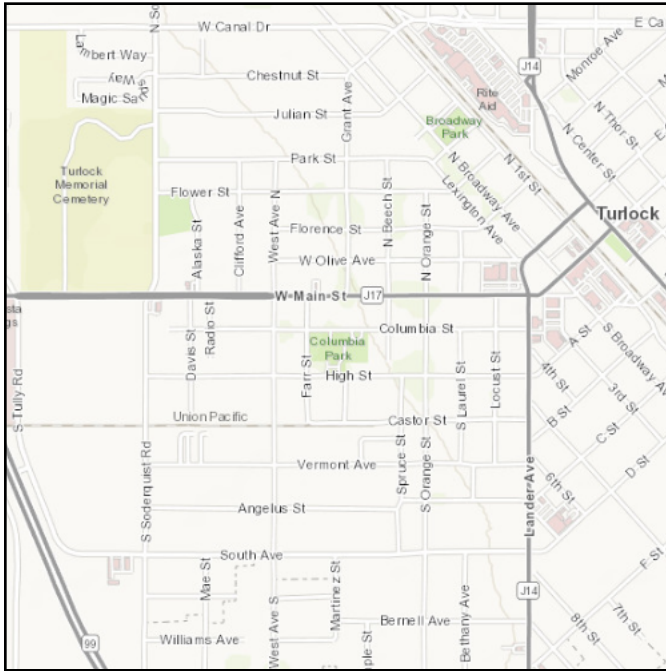 N So
W Canal Dr
E Ca
Lambert Way
Monroe Ave
J14
Chestnut St
Way
Magic Sa
Grant Ave
Rite
Aid
Julian St
Broadway
Park
N Thor St
N Center St
N 1st St
Park St
Turlock
Memorial
Cemetery
Flower St
N Broadway Ave
Lexington Ave
Turlock
Alaska St
Clifford Ave
West Ave N
Florence St
N Beech St
N Orange St
W Olive Ave
W Main St
J17
sta
gs
Radio St
Davis St
Columbia St
Columbia
Park
A St
S Broadway Ave
S Tully Rd
Farr St
High St
S Laurel St
Locust St
4th St
3rd St
B St
Union Pacific
Castor St
C St
S Soderquist Rd
Spruce St
S Orange St
Vermont Ave
Lander Ave
D St
6th St
Angelus St
South Ave
F St
Mae St
West Ave S
Martinez St
Bethany Ave
J14
99
Williams Ave
Bernell Ave
ple St
8th St
7th St